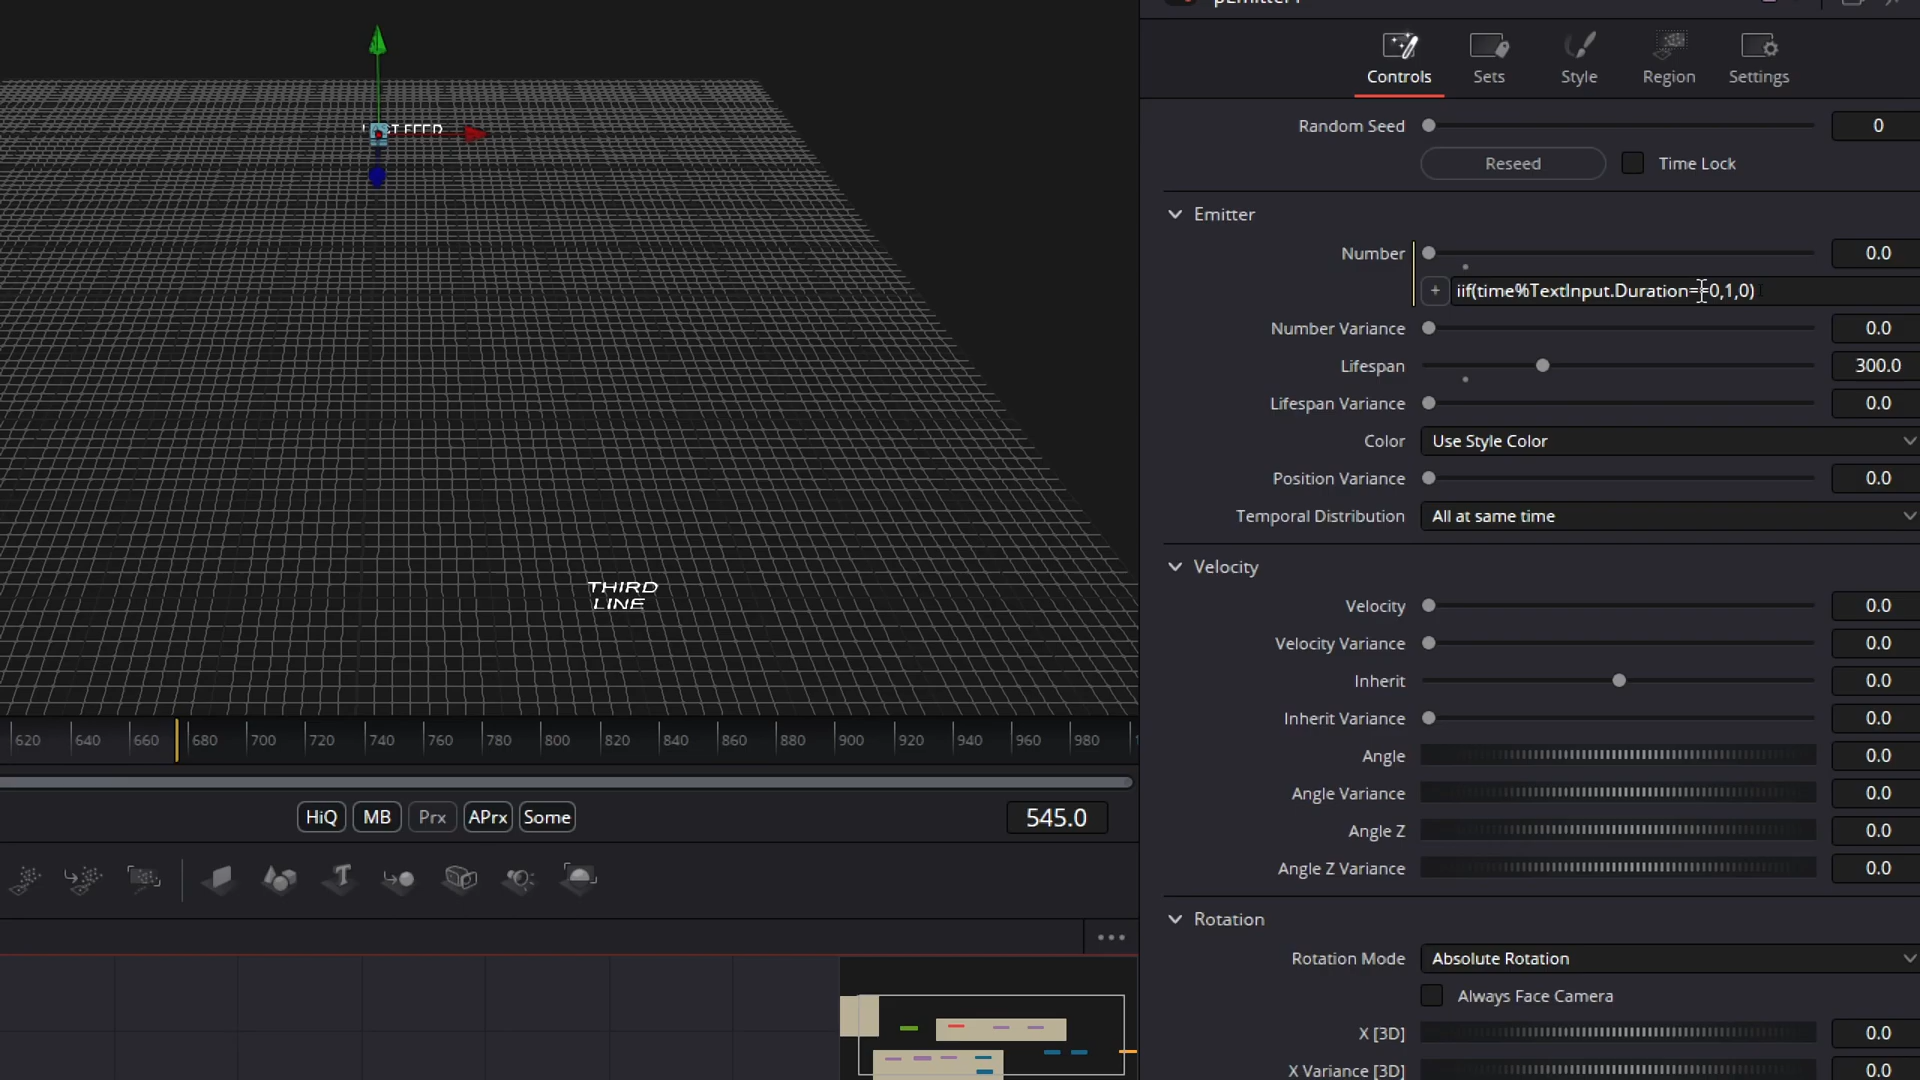 Controls
Sets
Style
Region
Settings
Random Seed
0
Reseed
Time Lock
Emitter
Number
0.0
+
iif(time%TextInput.Duration==0,1,0)
Number Variance
0.0
Lifespan
300.0
Lifespan Variance
0.0
Color
Use Style Color
Position Variance
0.0
Temporal Distribution
All at same time
Velocity
Velocity
0.0
Velocity Variance
0.0
Inherit
0.0
Inherit Variance
0.0
Angle
0.0
Angle Variance
0.0
Angle Z
0.0
Angle Z Variance
0.0
Rotation
Rotation Mode
Absolute Rotation
Always Face Camera
X [3D]
0.0
X Variance [3D]
0.0
FEED
THIRD
LINE
620 640 660 680 700 720 740 760 780 800 820 840 860 880 900 920 940 960 980
HiQ
MB
Prx
APrx
Some
545.0